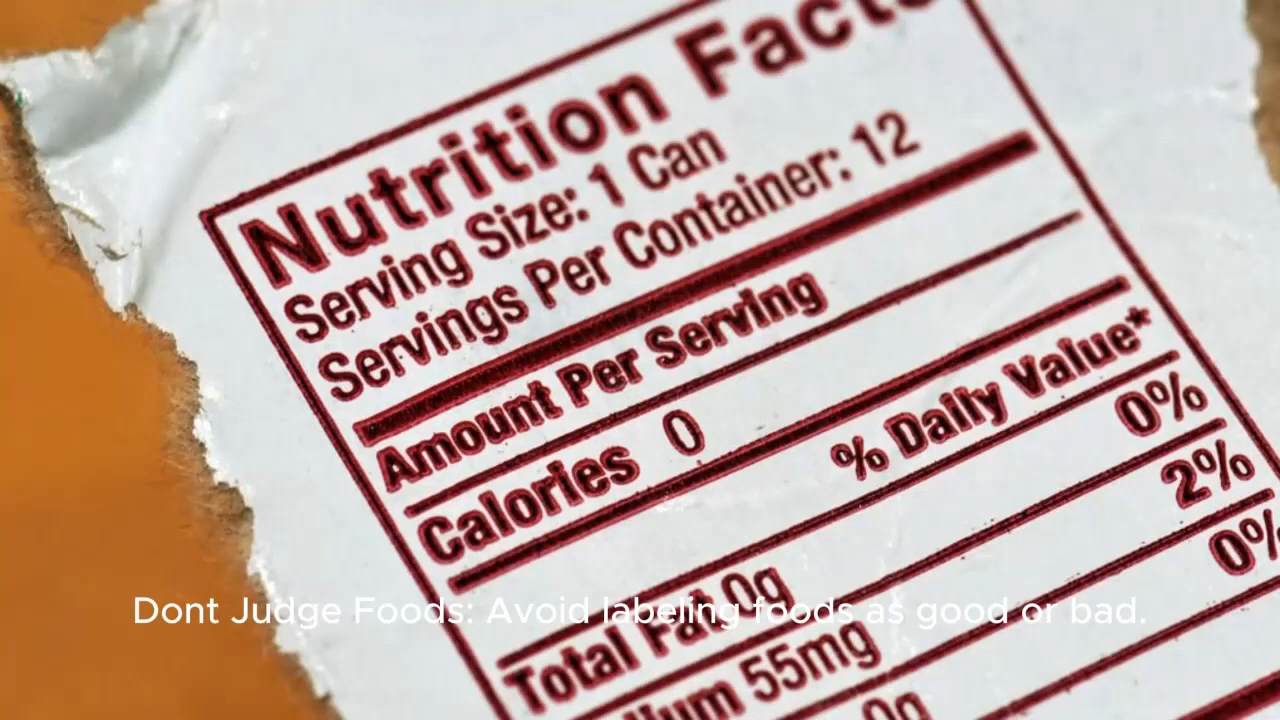 Nutrition Facts
Serving Size: 1 Can
Servings Per Container: 12
Amount Per Serving
Calories 0
% Daily Value*
Total Fat 0g 0%
55mg 2%
0g 0%
Dont Judge Foods: Avoid labeling foods as good or bad.